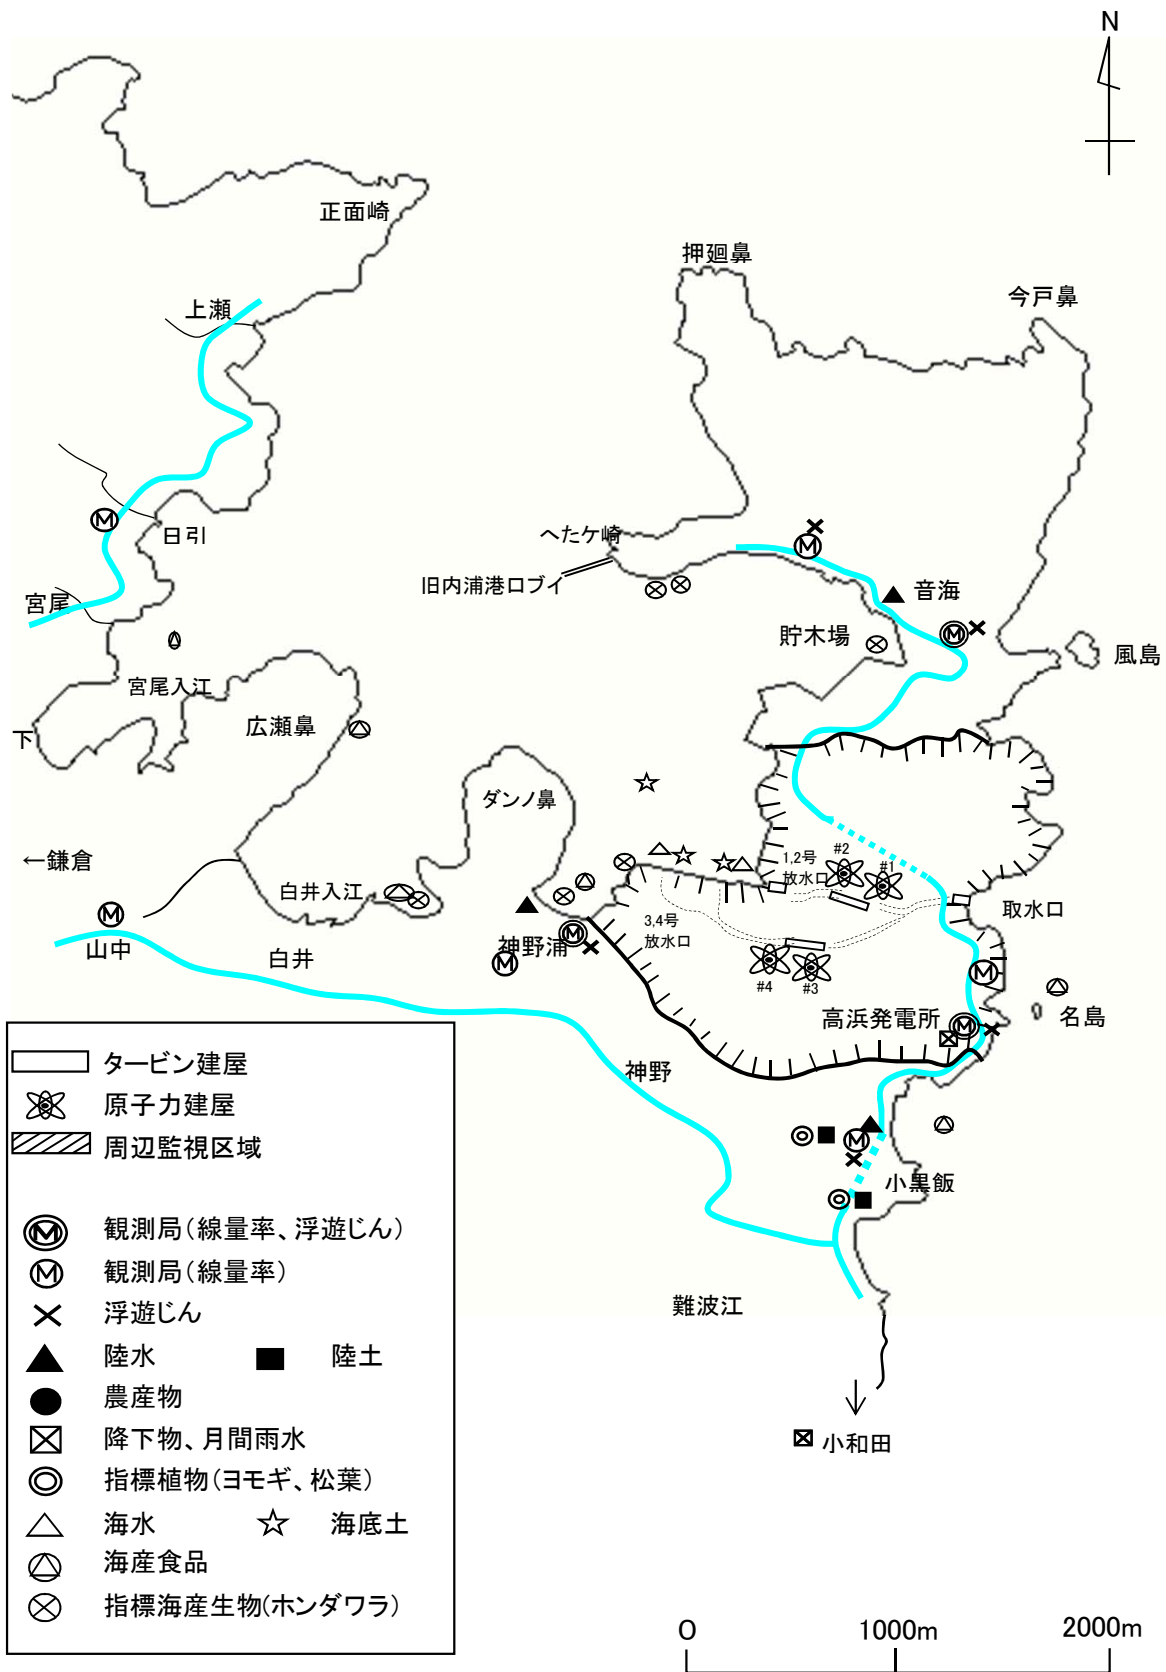 N
正面崎
押廻鼻
今戸鼻
上瀬
日引
へたケ崎
旧内浦港口ブイ
宮尾
音海
貯木場
風島
宮尾入江
広瀬鼻
下
ダンノ鼻
←鎌倉
#2
#1
1,2号
放水口
白井入江
取水口
3,4号
放水口
山中
白井
神野浦
#4
#3
高浜発電所
名島
神野
小黒飯
難波江
小和田
タービン建屋
原子力建屋
周辺監視区域
観測局(線量率、浮遊じん)
観測局(線量率)
浮遊じん
陸水 陸土
農産物
降下物、月間雨水
指標植物(ヨモギ、松葉)
海水 海底土
海産食品
指標海産生物(ホンダワラ)
O 1000m 2000m